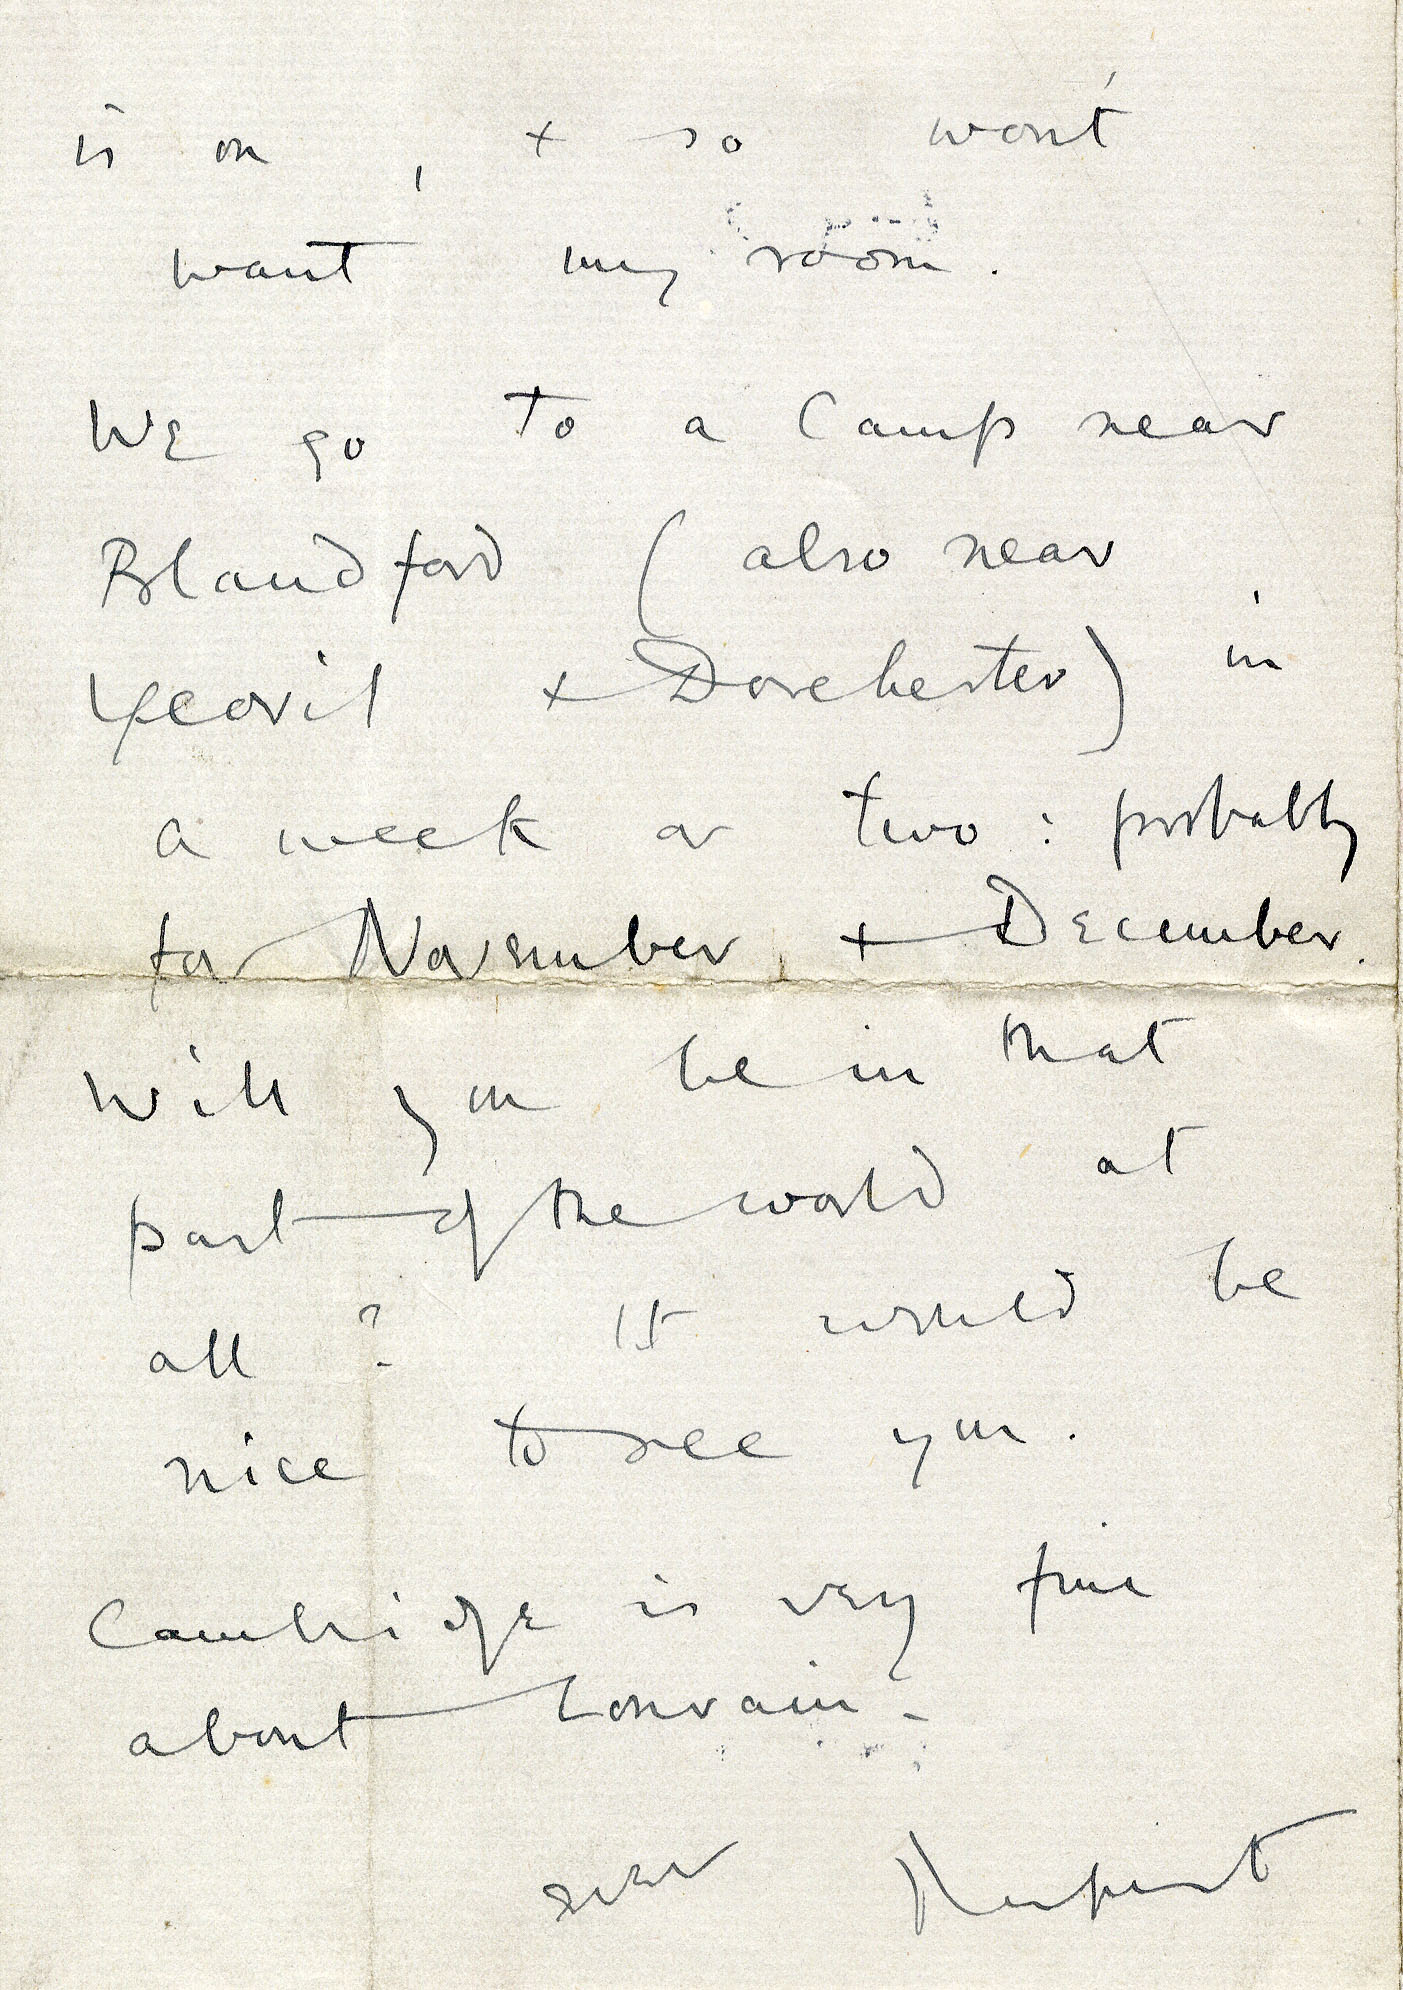 is on, + so won't
want my room.
We go to a Camp near
Blandford (also near
Yeovil + Dorchester) in
a week or two: probably
for November + December.
Will you be in that
part of the world at
all? It would be
nice to see you.
Cambridge is very fine
about Louvain.
ever Rupert